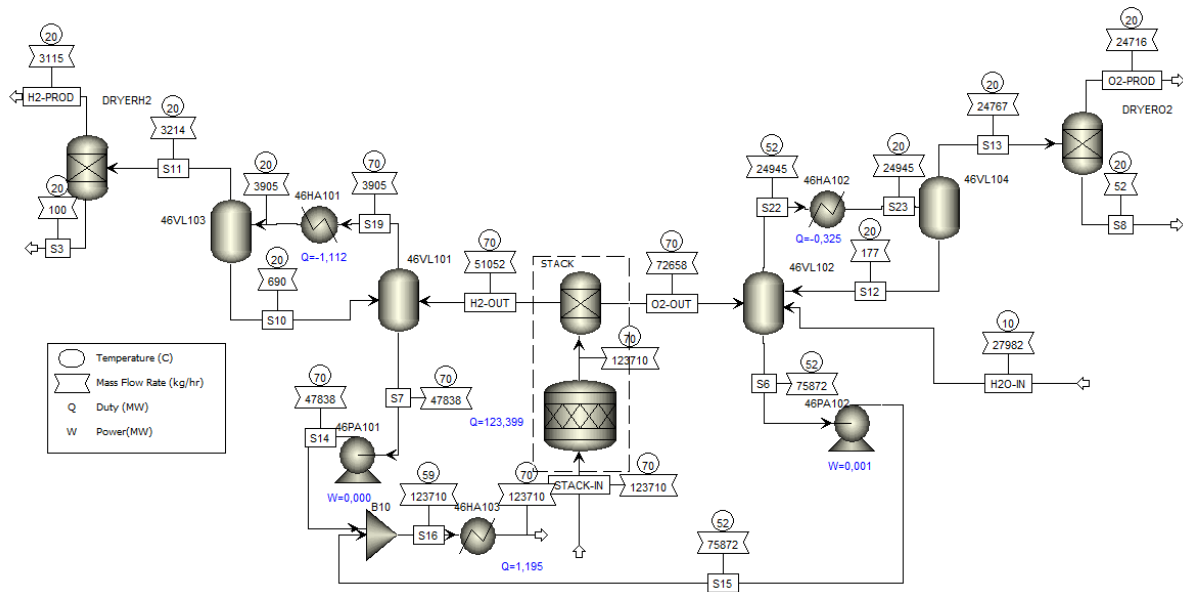 20
3115
H2-PROD
DRYERH2
20
3214
S11
20
100
S3
20
3905
70
3905
46HA101
S19
46VL103
Q=-1,112
20
690
S10
46VL101
70
51052
H2-OUT
STACK
70
72658
O2-OUT
70
123710
Q=123,399
70
STACK-IN
123710
52
24945
S22
46HA102
20
24945
S23
Q=-0,325
46VL102
20
177
S12
20
24767
S13
46VL104
20
24716
O2-PROD
DRYERO2
20
52
S8
10
27982
H2O-IN
S6
52
75872
46PA102
W=0,001
70
47838
S14
46PA101
S7
70
47838
W=0,000
B10
59
123710
S16
46HA103
70
123710
Q=1,195
52
75872
S15
Temperature (C)
Mass Flow Rate (kg/hr)
Q Duty (MW)
W Power(MW)